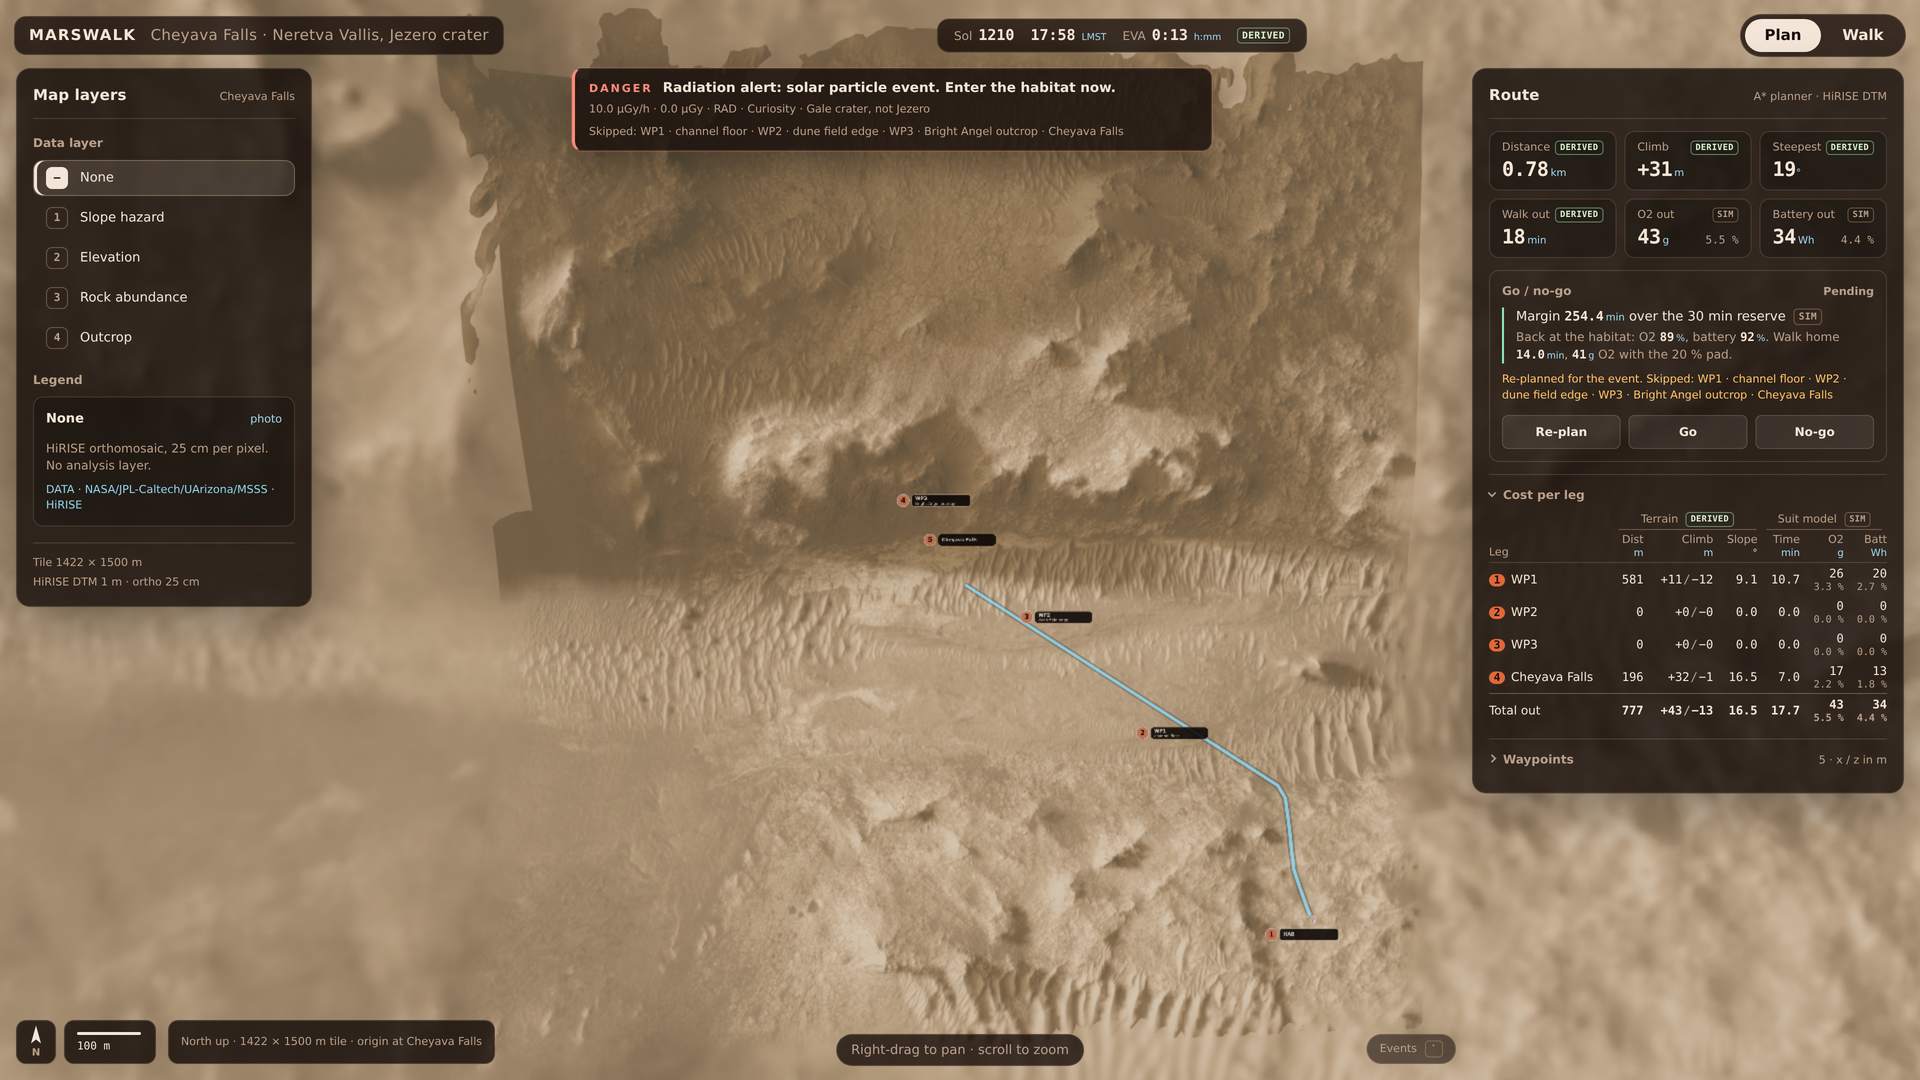 MARSWALK Cheyava Falls · Neretva Vallis, Jezero crater
Sol 1210 17:58 LMST EVA 0:13 h:mm DERIVED
Plan Walk
Map layers Cheyava Falls
Data layer
– None
1 Slope hazard
2 Elevation
3 Rock abundance
4 Outcrop
Legend
None photo
HiRISE orthomosaic, 25 cm per pixel.
No analysis layer.
DATA · NASA/JPL-Caltech/UArizona/MSSS ·
HiRISE
Tile 1422 × 1500 m
HiRISE DTM 1 m · ortho 25 cm
DANGER Radiation alert: solar particle event. Enter the habitat now.
10.0 µGy/h · 0.0 µGy · RAD · Curiosity · Gale crater, not Jezero
Skipped: WP1 · channel floor · WP2 · dune field edge · WP3 · Bright Angel outcrop · Cheyava Falls
4 WP3
5 Cheyava Falls
3 WP2
2 WP1
1 HAB
Route A* planner · HiRISE DTM
Distance DERIVED Climb DERIVED Steepest DERIVED
0.78 km +31 m 19 °
Walk out DERIVED O2 out SIM Battery out SIM
18 min 43 g 5.5 % 34 Wh 4.4 %
Go / no-go Pending
Margin 254.4 min over the 30 min reserve SIM
Back at the habitat: O2 89 %, battery 92 %. Walk home
14.0 min, 41 g O2 with the 20 % pad.
Re-planned for the event. Skipped: WP1 · channel floor · WP2 ·
dune field edge · WP3 · Bright Angel outcrop · Cheyava Falls
Re-plan Go No-go
Cost per leg
Terrain DERIVED Suit model SIM
Dist Climb Slope Time O2 Batt
Leg m m ° min g Wh
1 WP1 581 +11/−12 9.1 10.7 26 20
3.3 % 2.7 %
2 WP2 0 +0/−0 0.0 0.0 0 0
0.0 % 0.0 %
3 WP3 0 +0/−0 0.0 0.0 0 0
0.0 % 0.0 %
4 Cheyava Falls 196 +32/−1 16.5 7.0 17 13
2.2 % 1.8 %
Total out 777 +43/−13 16.5 17.7 43 34
5.5 % 4.4 %
Waypoints 5 · x / z in m
N
100 m
North up · 1422 × 1500 m tile · origin at Cheyava Falls
Right-drag to pan · scroll to zoom
Events